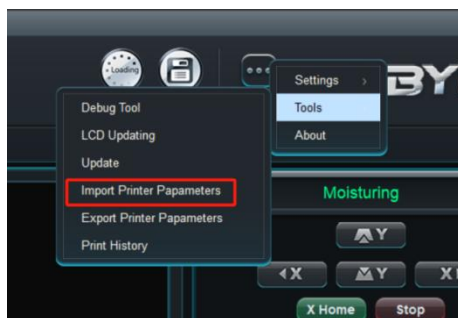 Loading
Settings >
BY
Debug Tool
Tools
LCD Updating
About
Update
Import Printer Papameters
Moisturing
Export Printer Papameters
Y
Print History
X
Y
X
X Home
Stop